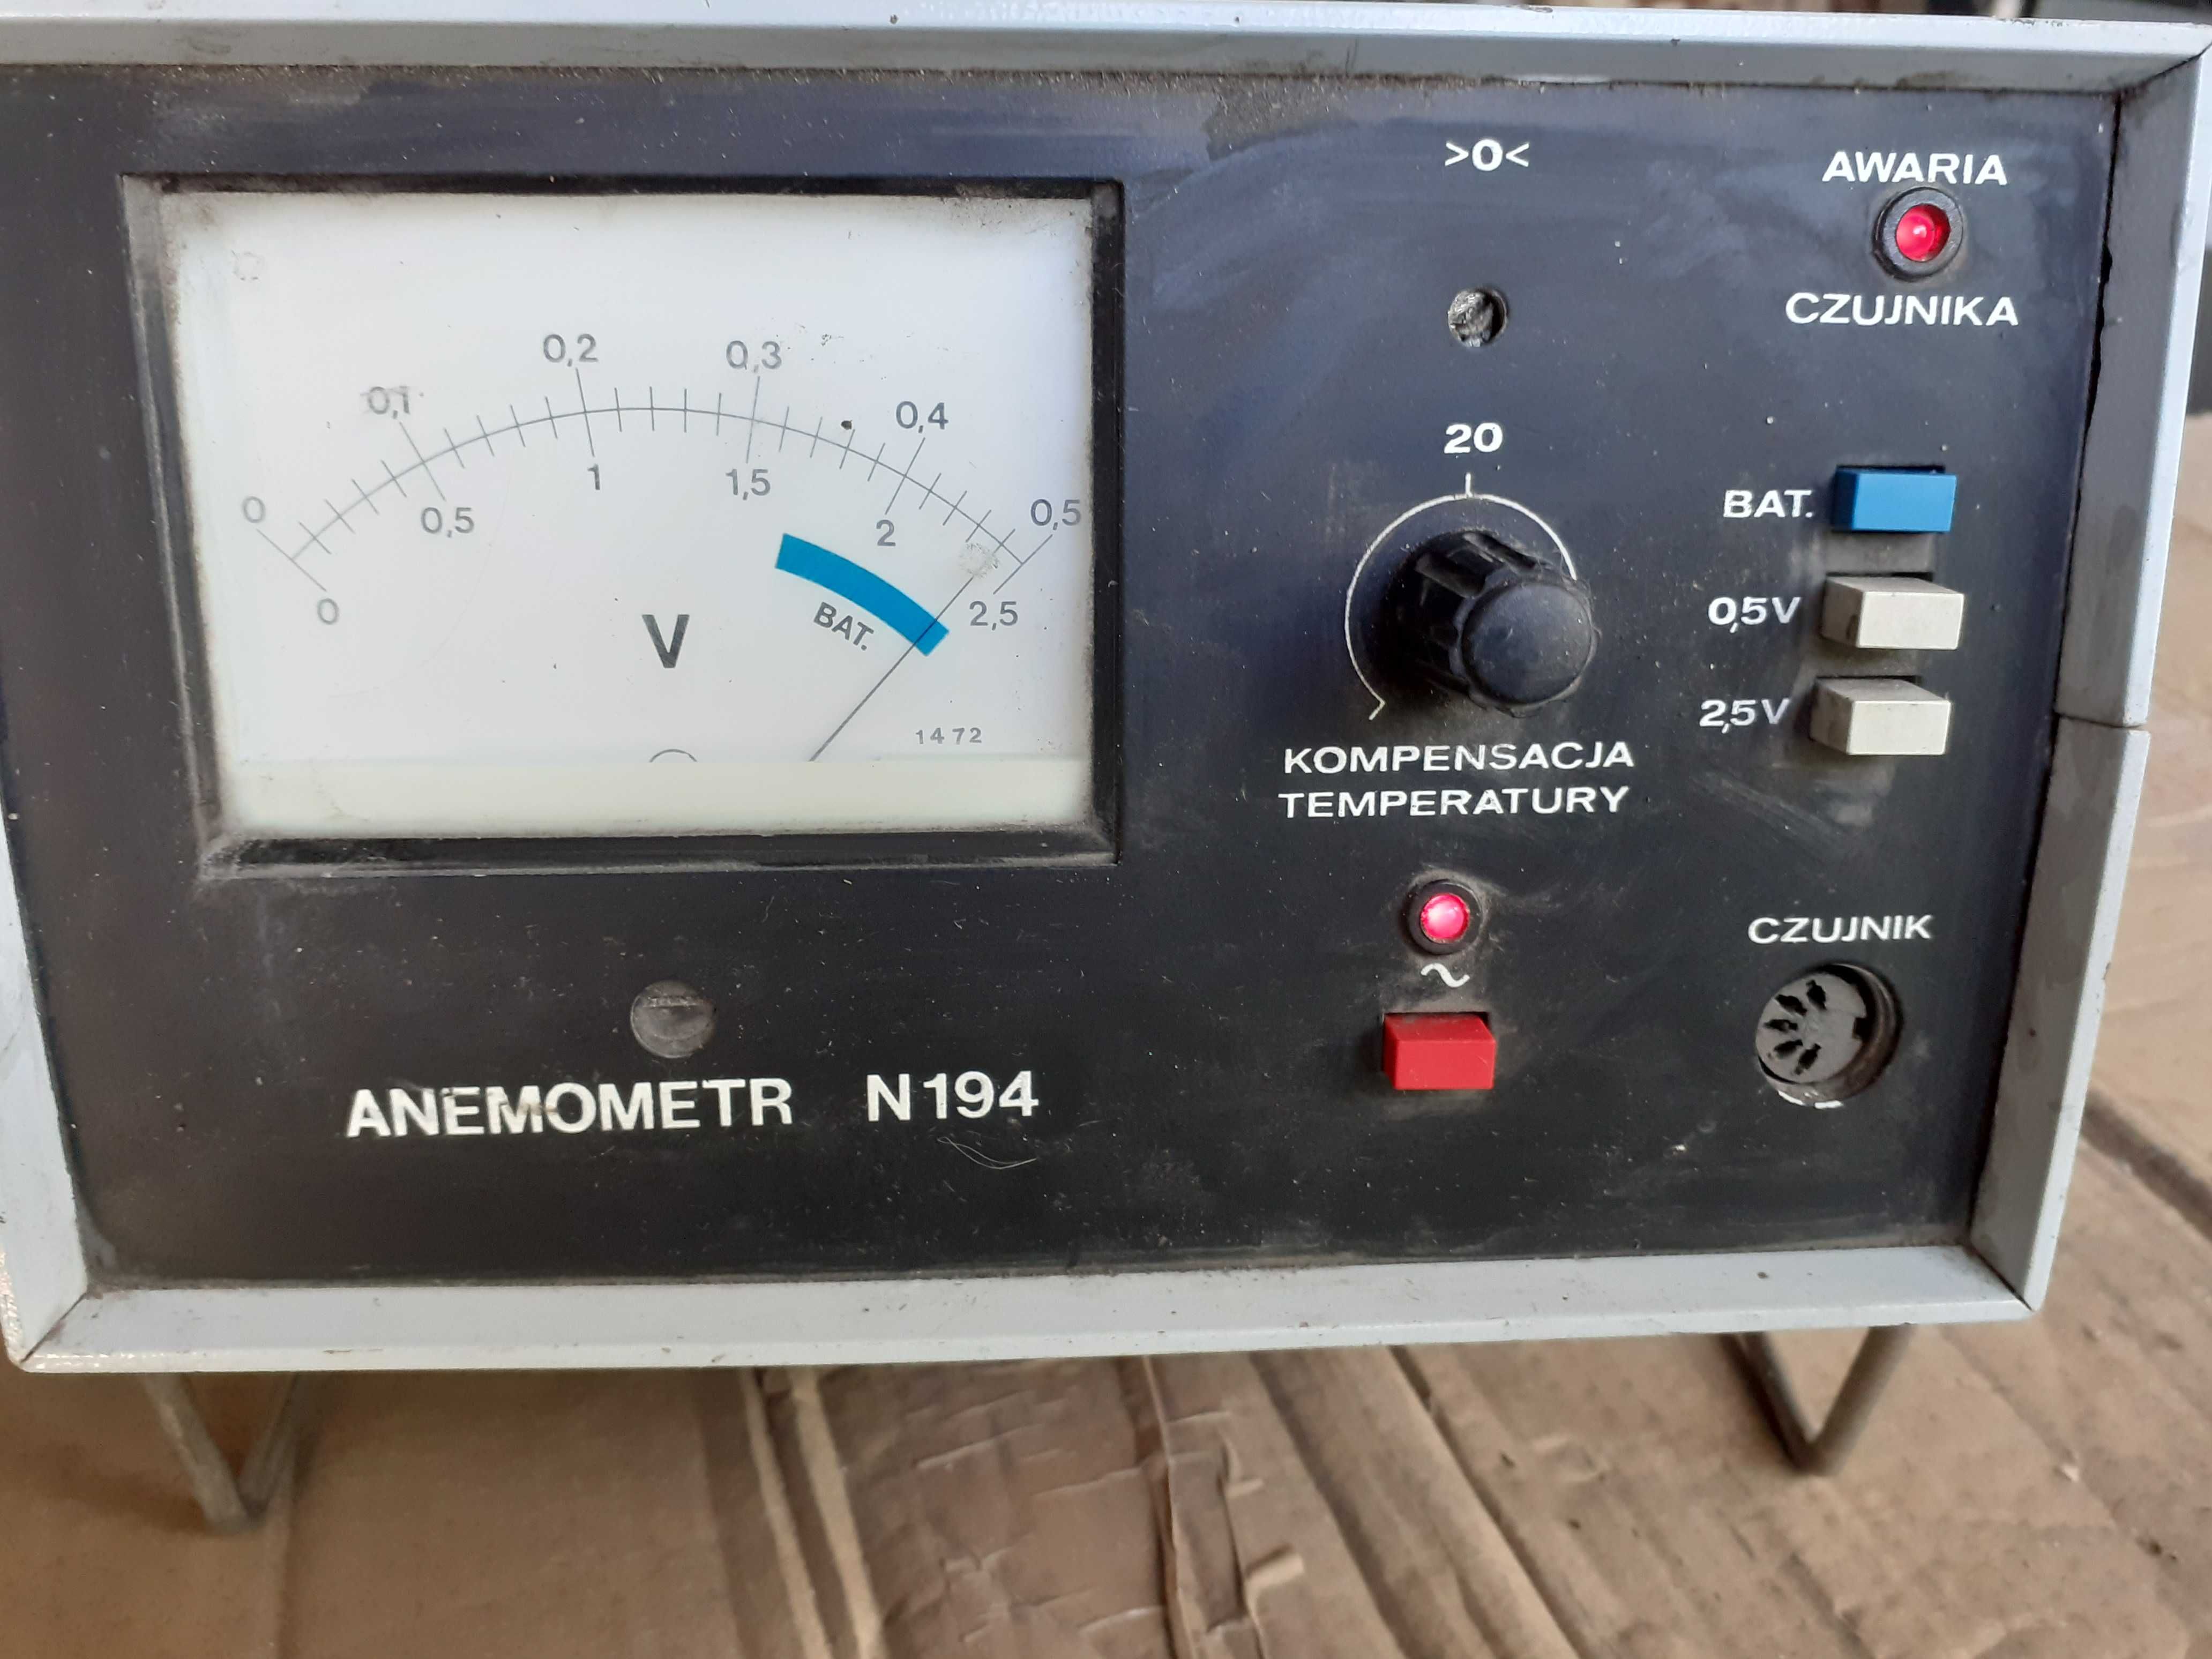 >0<
AWARIA
CZUJNIKA
0 0,1 0,2 0,3 0,4 0,5
0 0,5 1 1,5 2 2,5
BAT.
V
1472
20
KOMPENSACJA
TEMPERATURY
BAT.
0,5V
2,5V
~
CZUJNIK
ANEMOMETR N194